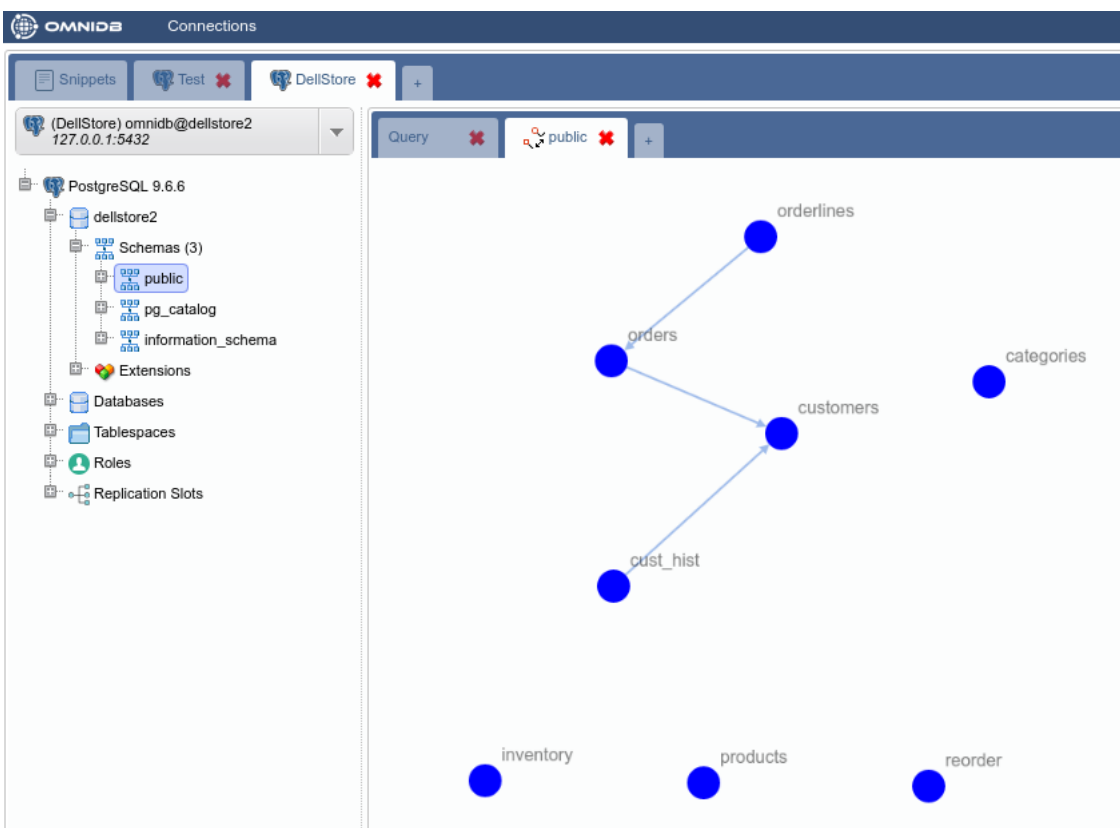 OMNIDB Connections
Snippets Test DellStore +
(DellStore) omnidb@dellstore2
127.0.0.1:5432
PostgreSQL 9.6.6
dellstore2
Schemas (3)
public
pg_catalog
information_schema
Extensions
Databases
Tablespaces
Roles
Replication Slots
Query public +
orderlines
orders
categories
customers
cust_hist
inventory
products
reorder